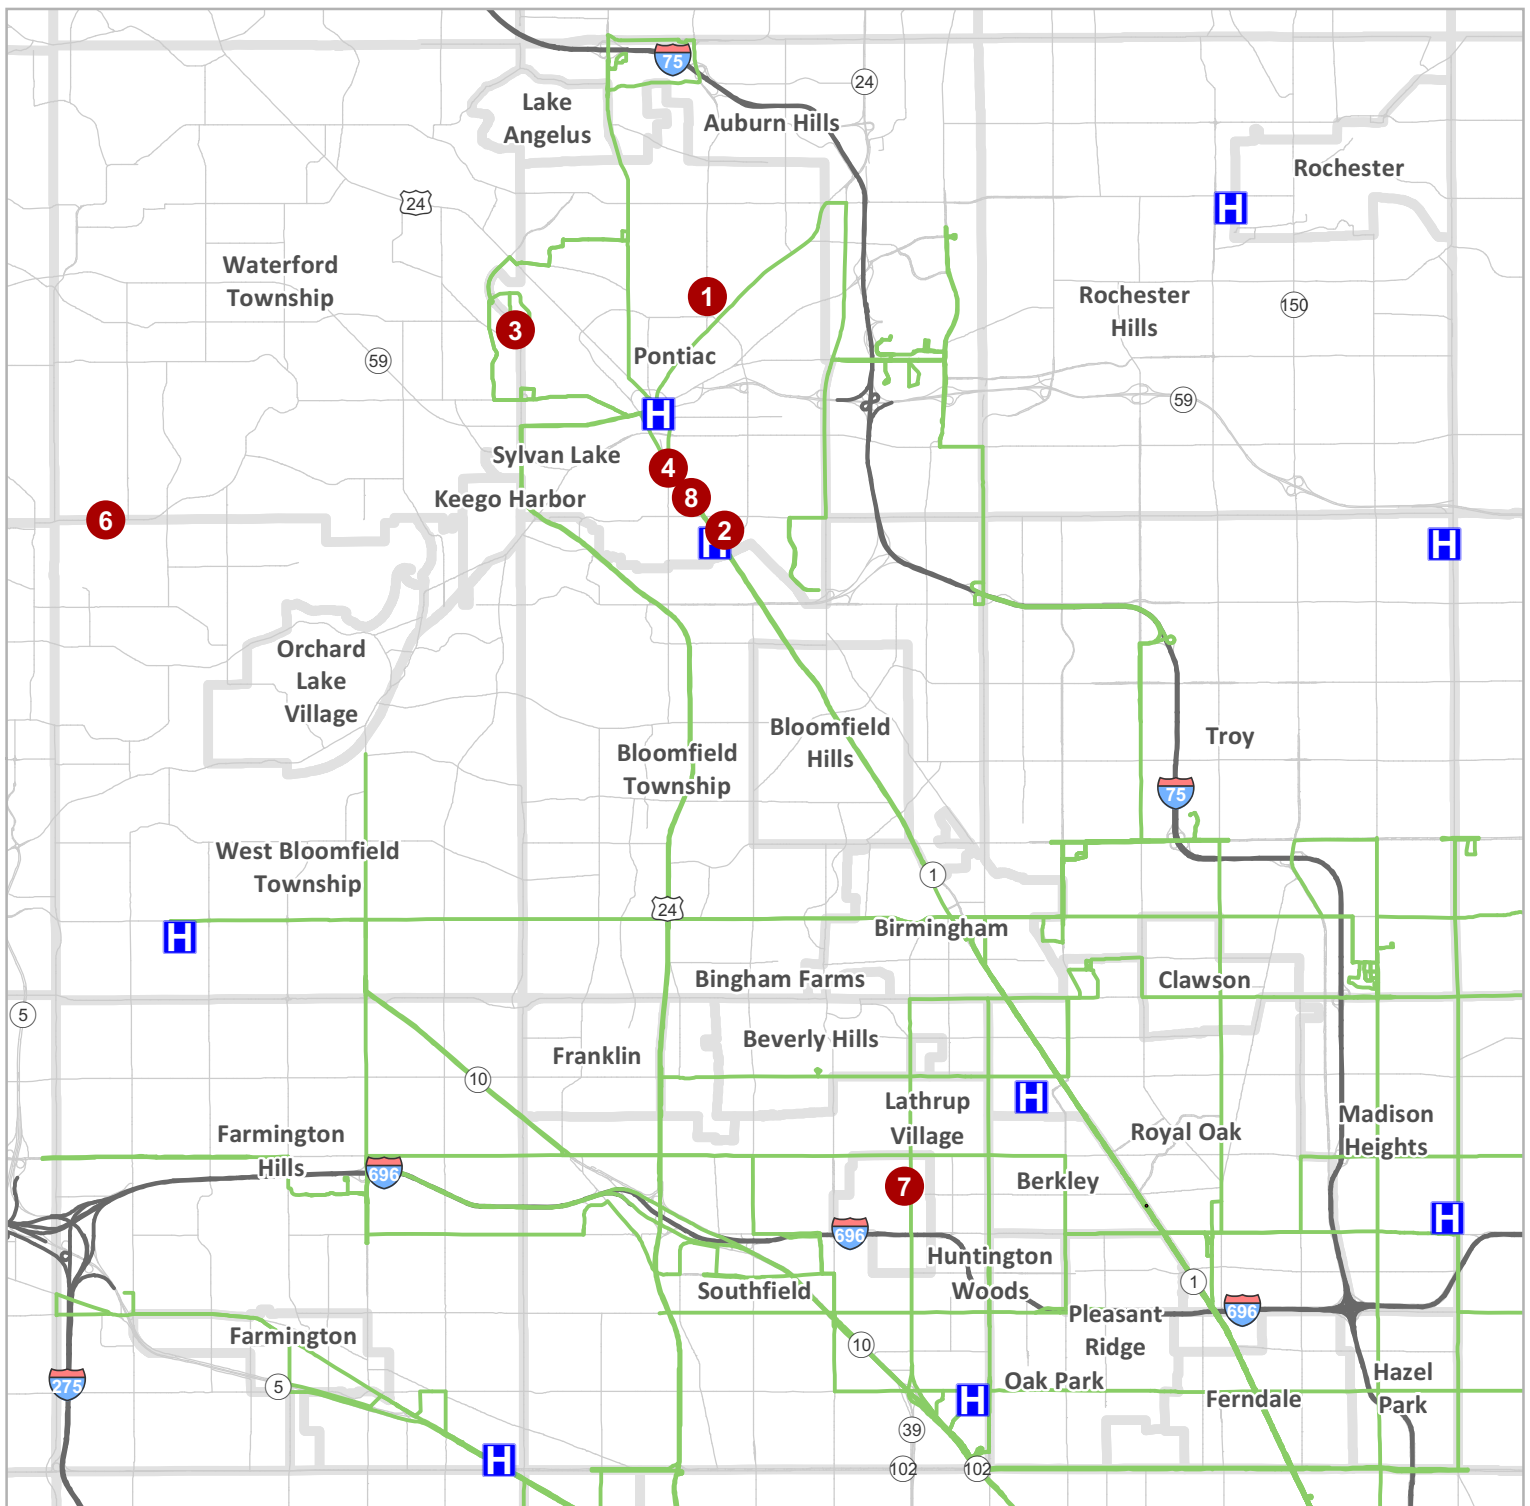 75
24
Lake
Angelus
Auburn Hills
Rochester
H
24
Waterford
Township
1
Rochester
Hills
150
3
Pontiac
59
59
H
Sylvan Lake
4
Keego Harbor
8
6
2
H
H
Orchard
Lake
Village
Bloomfield
Hills
Troy
Bloomfield
Township
75
West Bloomfield
Township
1
24
H
Birmingham
Bingham Farms
Clawson
5
Beverly Hills
Franklin
10
H
Lathrup
Village
Madison
Heights
Farmington
Hills
Royal Oak
696
Berkley
7
H
696
Huntington
Woods
1
Southfield
696
Pleasant
Ridge
Farmington
10
275
5
Oak Park
Hazel
Park
H
Ferndale
39
H
102
102